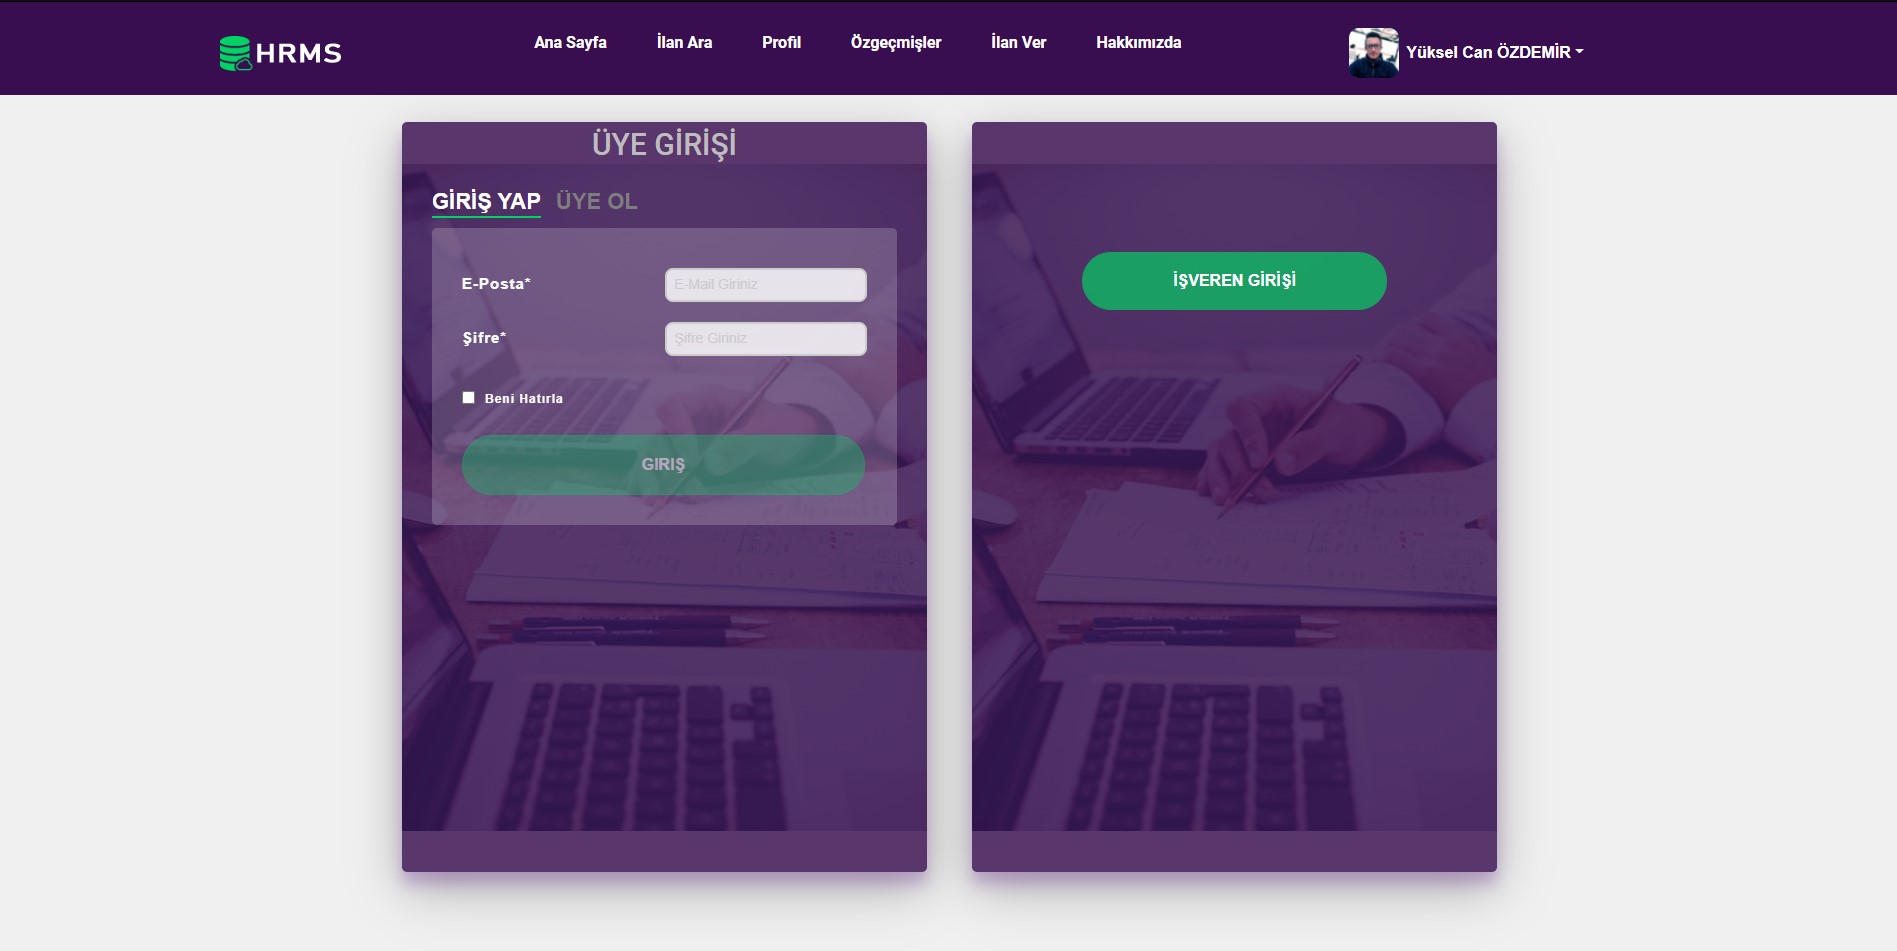 HRMS
Ana Sayfa
İlan Ara
Profil
Özgeçmişler
İlan Ver
Hakkımızda
Yüksel Can ÖZDEMİR
ÜYE GİRİŞİ
GİRİŞ YAP
ÜYE OL
E-Posta*
E-Mail Giriniz
Şifre*
Şifre Giriniz
Beni Hatırla
GIRIŞ
İŞVEREN GİRİŞİ